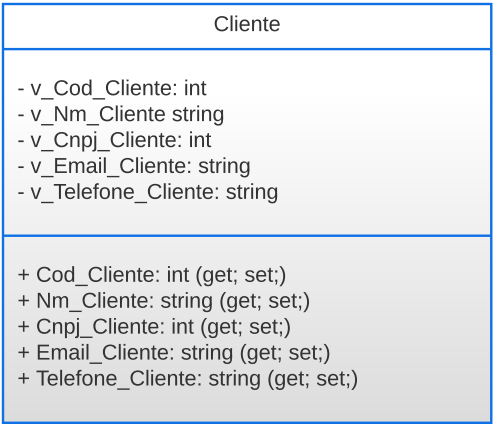 Cliente
- v_Cod_Cliente: int
- v_Nm_Cliente string
- v_Cnpj_Cliente: int
- v_Email_Cliente: string
- v_Telefone_Cliente: string
+ Cod_Cliente: int (get; set;)
+ Nm_Cliente: string (get; set;)
+ Cnpj_Cliente: int (get; set;)
+ Email_Cliente: string (get; set;)
+ Telefone_Cliente: string (get; set;)